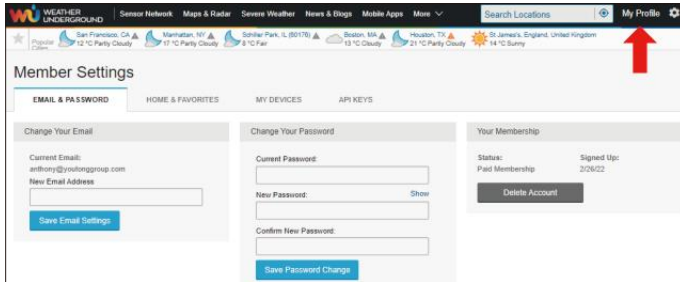 WEATHER UNDERGROUND
Sensor Network Maps & Radar Severe Weather News & Blogs Mobile Apps More Search Locations My Profile
Popular Cities
San Francisco, CA
12 °C Partly Cloudy
Manhattan, NY
17 °C Partly Cloudy
Schiller Park, IL (60176)
8 °C Fair
Boston, MA
13 °C Cloudy
Houston, TX
21 °C Partly Cloudy
St James's, England, United Kingdom
14 °C Sunny
Member Settings
EMAIL & PASSWORD HOME & FAVORITES MY DEVICES API KEYS
Change Your Email
Current Email:
anthony@youlonggroup.com
New Email Address
Save Email Settings
Change Your Password
Current Password:
New Password: Show
Confirm New Password:
Save Password Change
Your Membership
Status: Signed Up:
Paid Membership 2/26/22
Delete Account